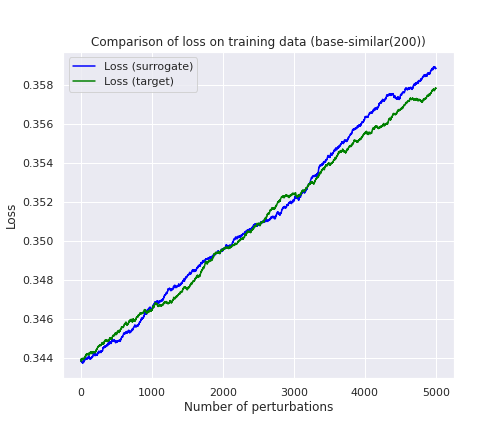 Comparison of loss on training data (base-similar(200))
Loss (surrogate)
Loss (target)
0.358
0.356
0.354
0.352
0.350
0.348
0.346
0.344
Loss
0 1000 2000 3000 4000 5000
Number of perturbations